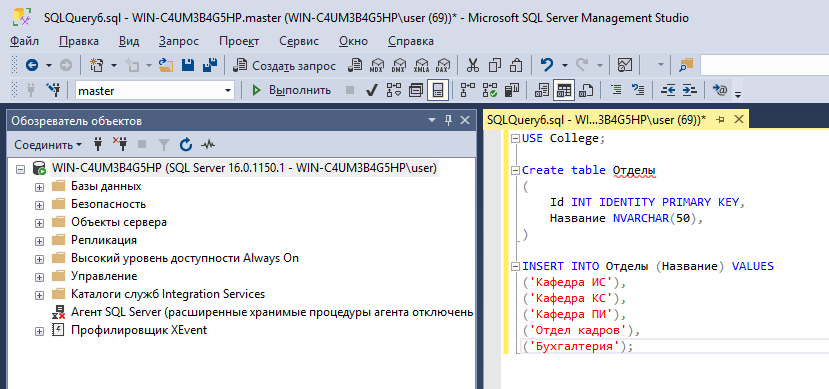 SQLQuery6.sql - WIN-C4UM3B4G5HP.master (WIN-C4UM3B4G5HP\user (69))* - Microsoft SQL Server Management Studio
Файл Правка Вид Запрос Проект Сервис Окно Справка
Создать запрос MDX DMX XMLA DAX
master Выполнить
Обозреватель объектов
Соединить
WIN-C4UM3B4G5HP (SQL Server 16.0.1150.1 - WIN-C4UM3B4G5HP\user)
Базы данных
Безопасность
Объекты сервера
Репликация
Высокий уровень доступности Always On
Управление
Каталоги служб Integration Services
Агент SQL Server (расширенные хранимые процедуры агента отключень
Профилировщик XEvent
SQLQuery6.sql - WI...3B4G5HP\user (69))*
USE College;
Create table Отделы
(
Id INT IDENTITY PRIMARY KEY,
Название NVARCHAR(50),
)
INSERT INTO Отделы (Название) VALUES
('Кафедра ИС'),
('Кафедра КС'),
('Кафедра ПИ'),
('Отдел кадров'),
('Бухгалтерия');